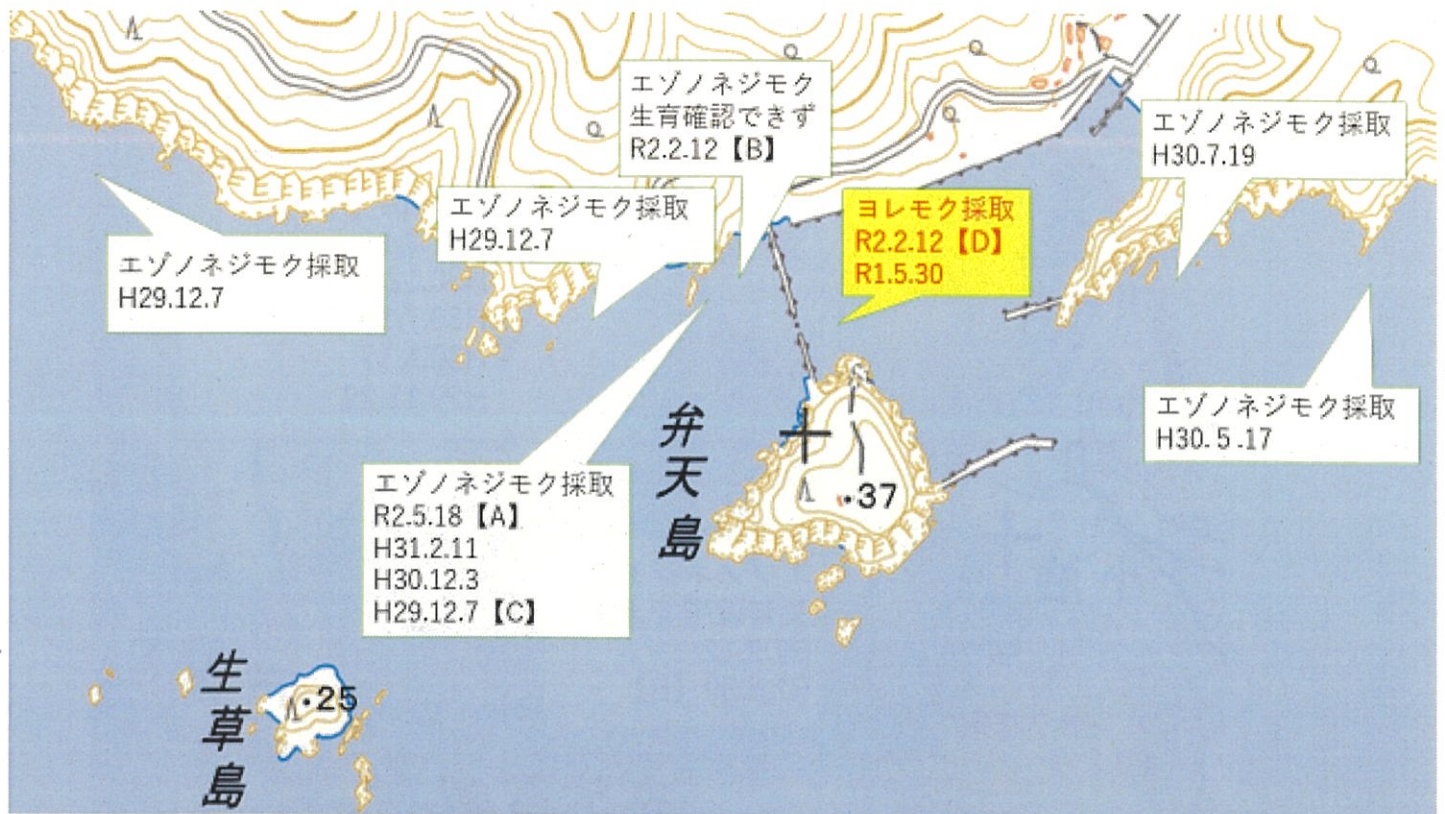 エゾノネジモク
生育確認できず
R2.2.12【B】
エゾノネジモク採取
H30.7.19
エゾノネジモク採取
H29.12.7
ヨレモク採取
R2.2.12【D】
R1.5.30
エゾノネジモク採取
H29.12.7
エゾノネジモク採取
H30.5.17
エゾノネジモク採取
R2.5.18【A】
H31.2.11
H30.12.3
H29.12.7【C】
弁天島
37
生草島
25